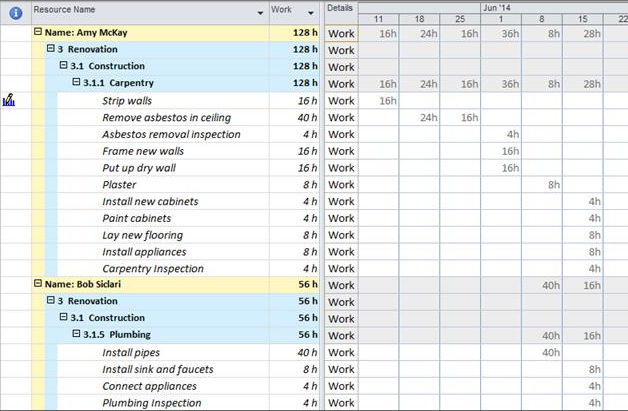 Resource Name Work Details Jun '14
11 18 25 1 8 15 22
Name: Amy McKay 128 h Work 16h 24h 16h 36h 8h 28h
3 Renovation 128 h Work
3.1 Construction 128 h Work
3.1.1 Carpentry 128 h Work 16h 24h 16h 36h 8h 28h
Strip walls 16 h Work 16h
Remove asbestos in ceiling 40 h Work 24h 16h
Asbestos removal inspection 4 h Work 4h
Frame new walls 16 h Work 16h
Put up dry wall 16 h Work 16h
Plaster 8 h Work 8h
Install new cabinets 4 h Work 4h
Paint cabinets 4 h Work 4h
Lay new flooring 8 h Work 8h
Install appliances 8 h Work 8h
Carpentry Inspection 4 h Work 4h
Name: Bob Siclari 56 h Work 40h 16h
3 Renovation 56 h Work
3.1 Construction 56 h Work
3.1.5 Plumbing 56 h Work 40h 16h
Install pipes 40 h Work 40h
Install sink and faucets 8 h Work 8h
Connect appliances 4 h Work 4h
Plumbing Inspection 4 h Work 4h